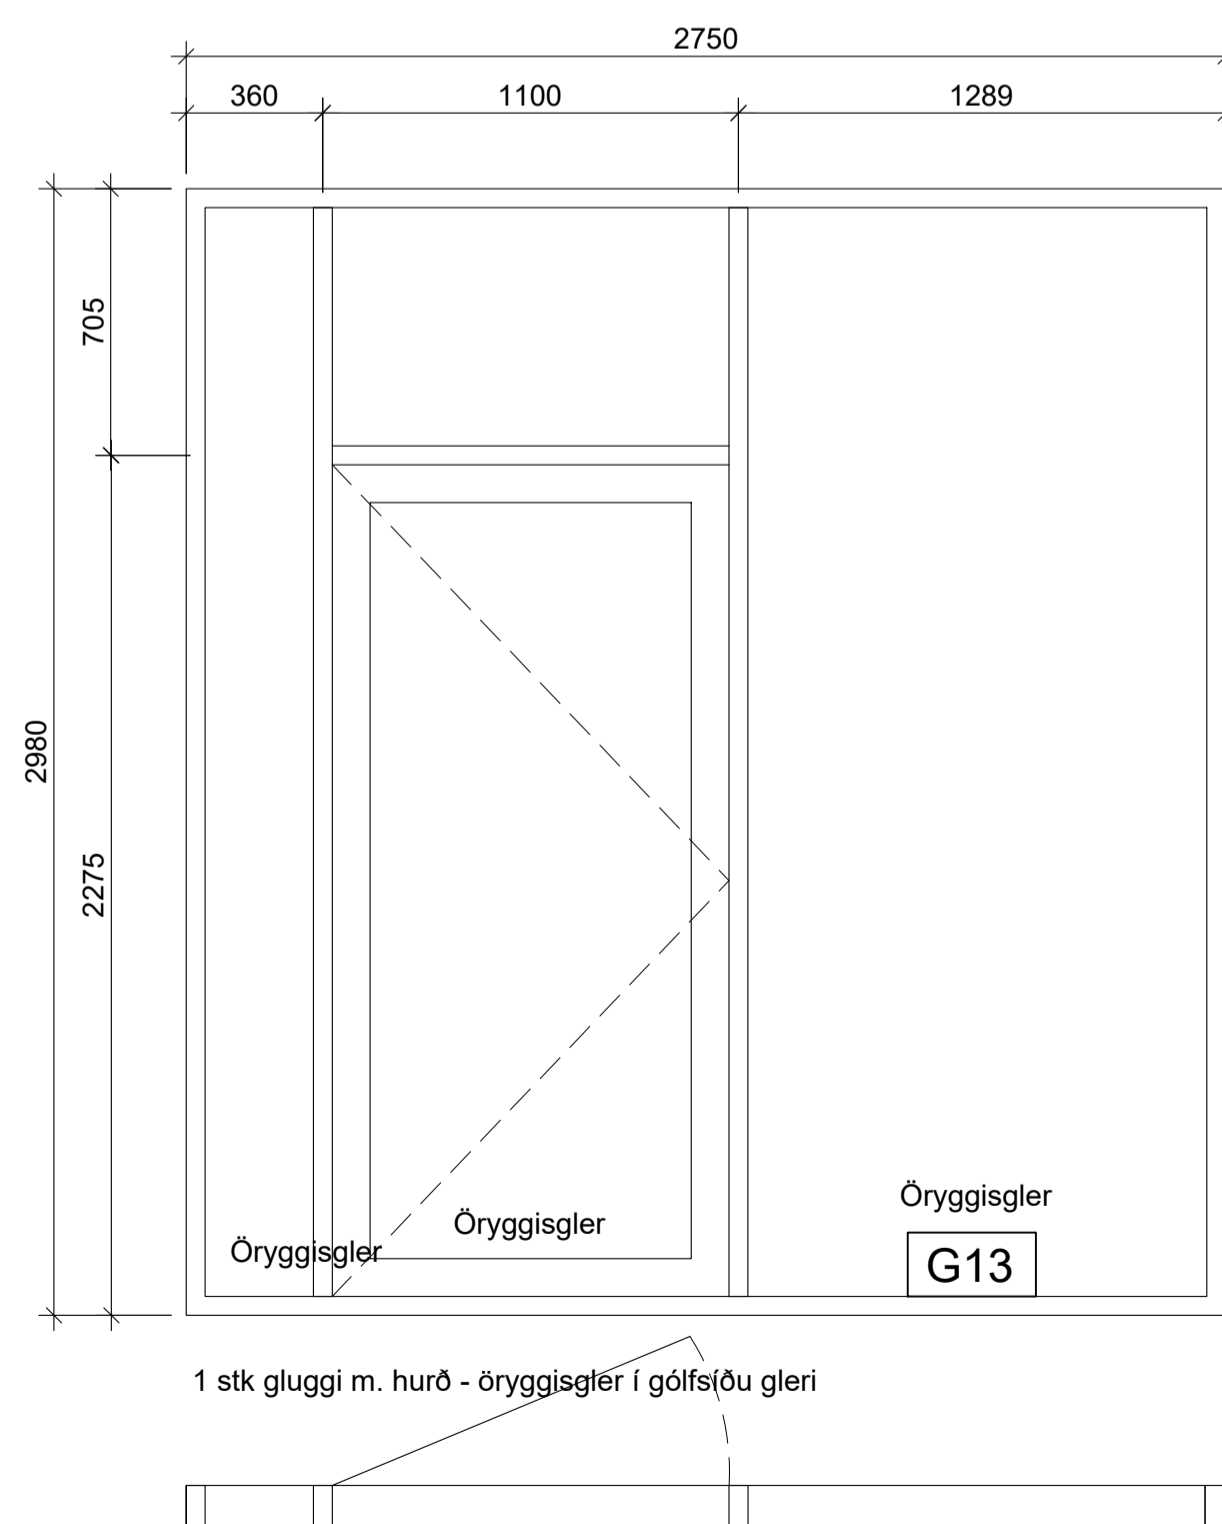 2750
360
1100
1289
705
2980
2275
Öryggisgler
Öryggisgler
Öryggisgler
G13
1 stk gluggi m. hurð - öryggisgler í gólfsíðu gleri